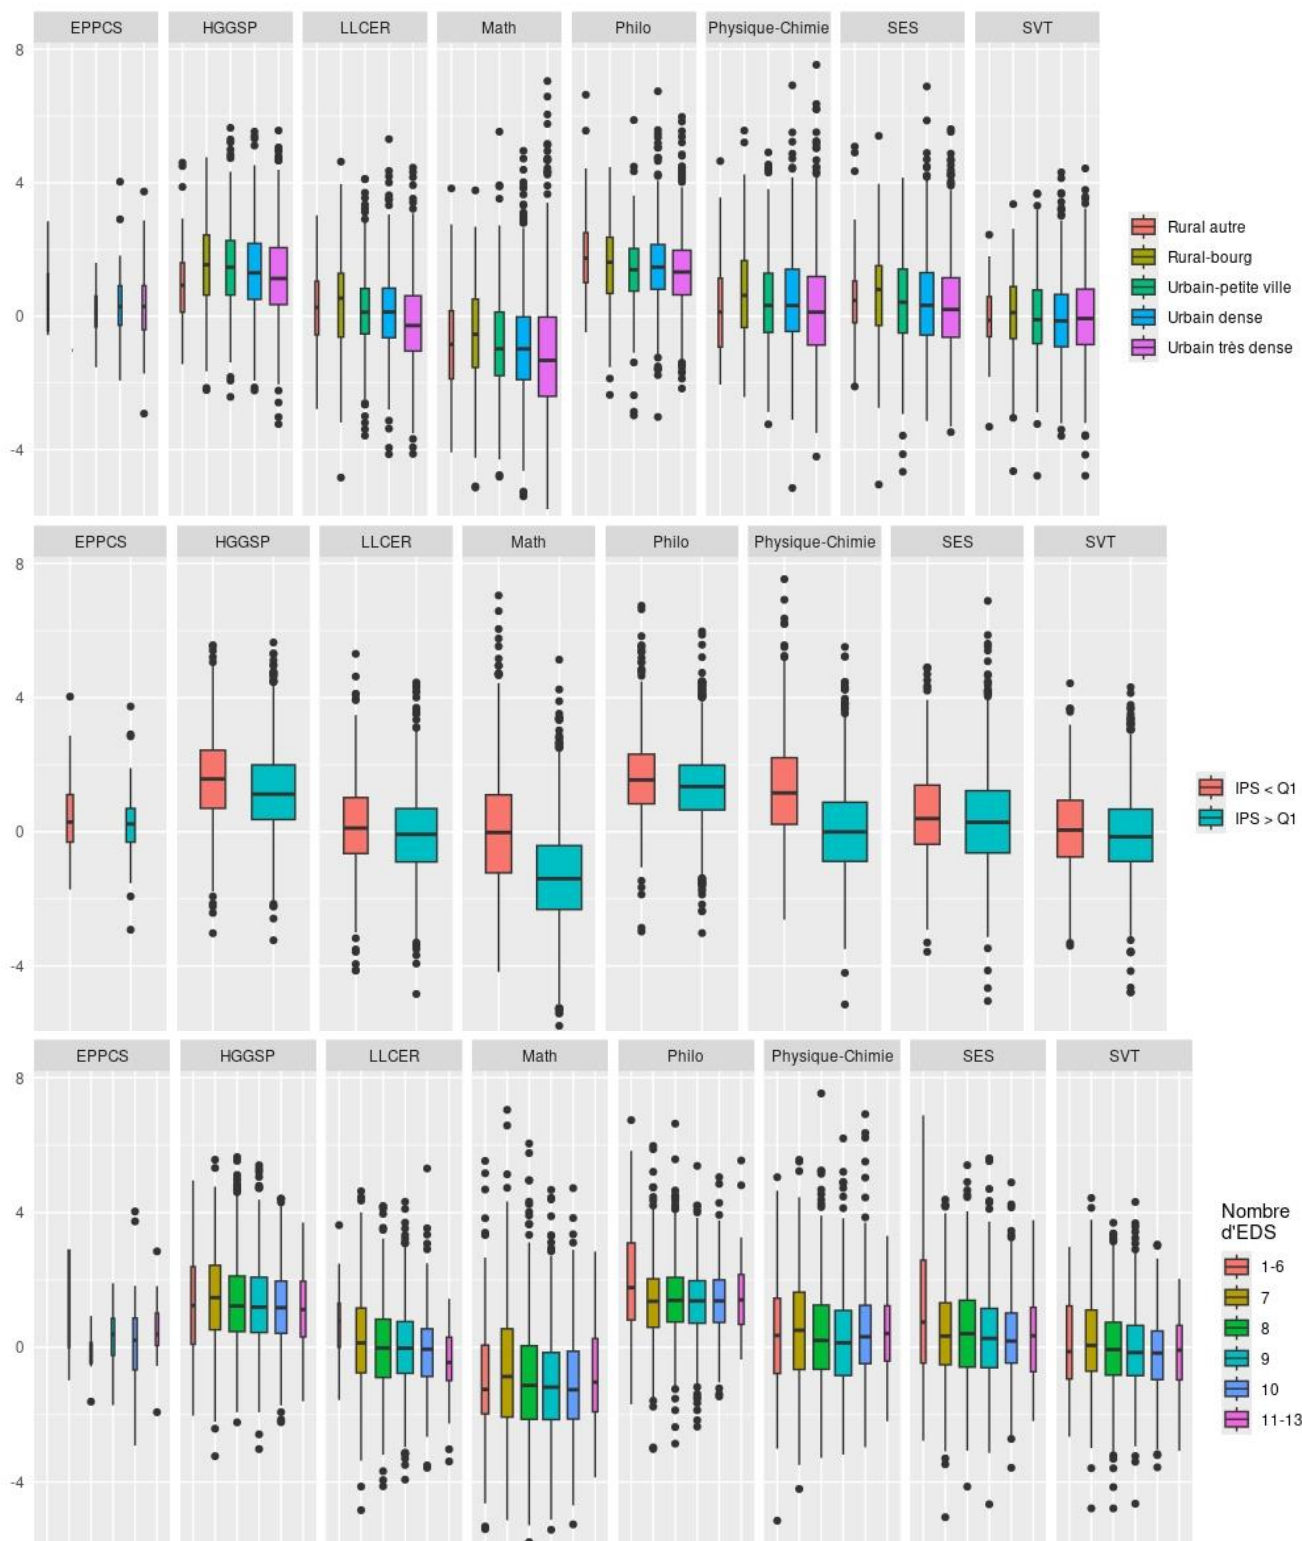 EPPCS HGGSP LLCER Math Philo Physique-Chimie SES SVT
8
4
0
-4
Rural autre
Rural-bourg
Urbain-petite ville
Urbain dense
Urbain très dense
EPPCS HGGSP LLCER Math Philo Physique-Chimie SES SVT
8
4
0
-4
IPS < Q1
IPS > Q1
EPPCS HGGSP LLCER Math Philo Physique-Chimie SES SVT
8
4
0
-4
Nombre
d'EDS
1-6
7
8
9
10
11-13